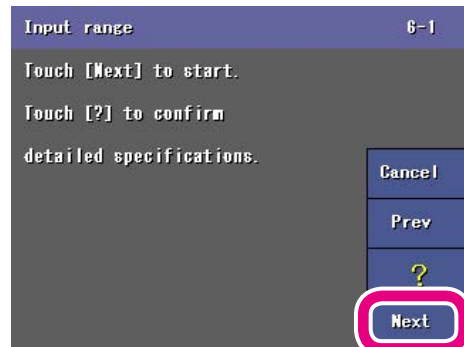 Input range 6-1
Touch [Next] to start.
Touch [?] to confirm
detailed specifications.
Cancel
Prev
?
Next